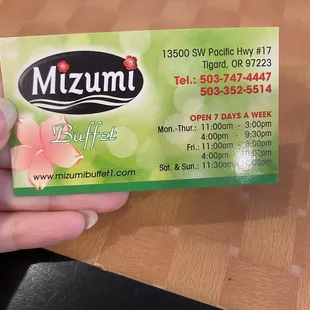 Mizumi
Buffet
www.mizumibuffet1.com
13500 SW Pacific Hwy #17
Tigard, OR 97223
Tel.: 503-747-4447
503-352-5514
OPEN 7 DAYS A WEEK
Mon.-Thur.: 11:00am - 3:00pm
4:00pm - 9:30pm
Fri.: 11:00am - 3:00pm
4:00pm
Sat. & Sun.: 11:30am